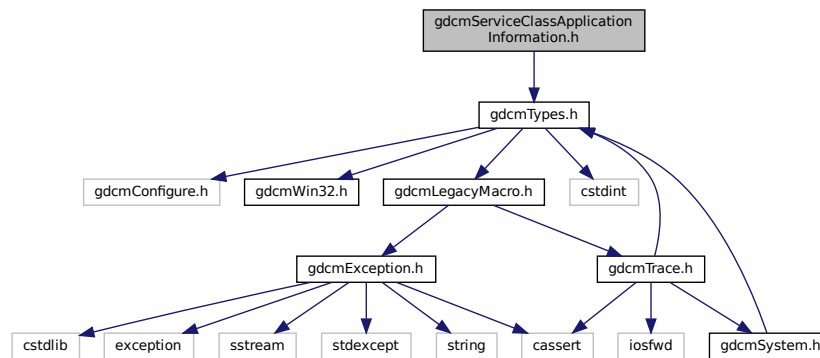 gdcmServiceClassApplication
Information.h
gdcmTypes.h
gdcmConfigure.h
gdcmWin32.h
gdcmLegacyMacro.h
cstdint
gdcmException.h
gdcmTrace.h
cstdlib
exception
sstream
stdexcept
string
cassert
iosfwd
gdcmSystem.h